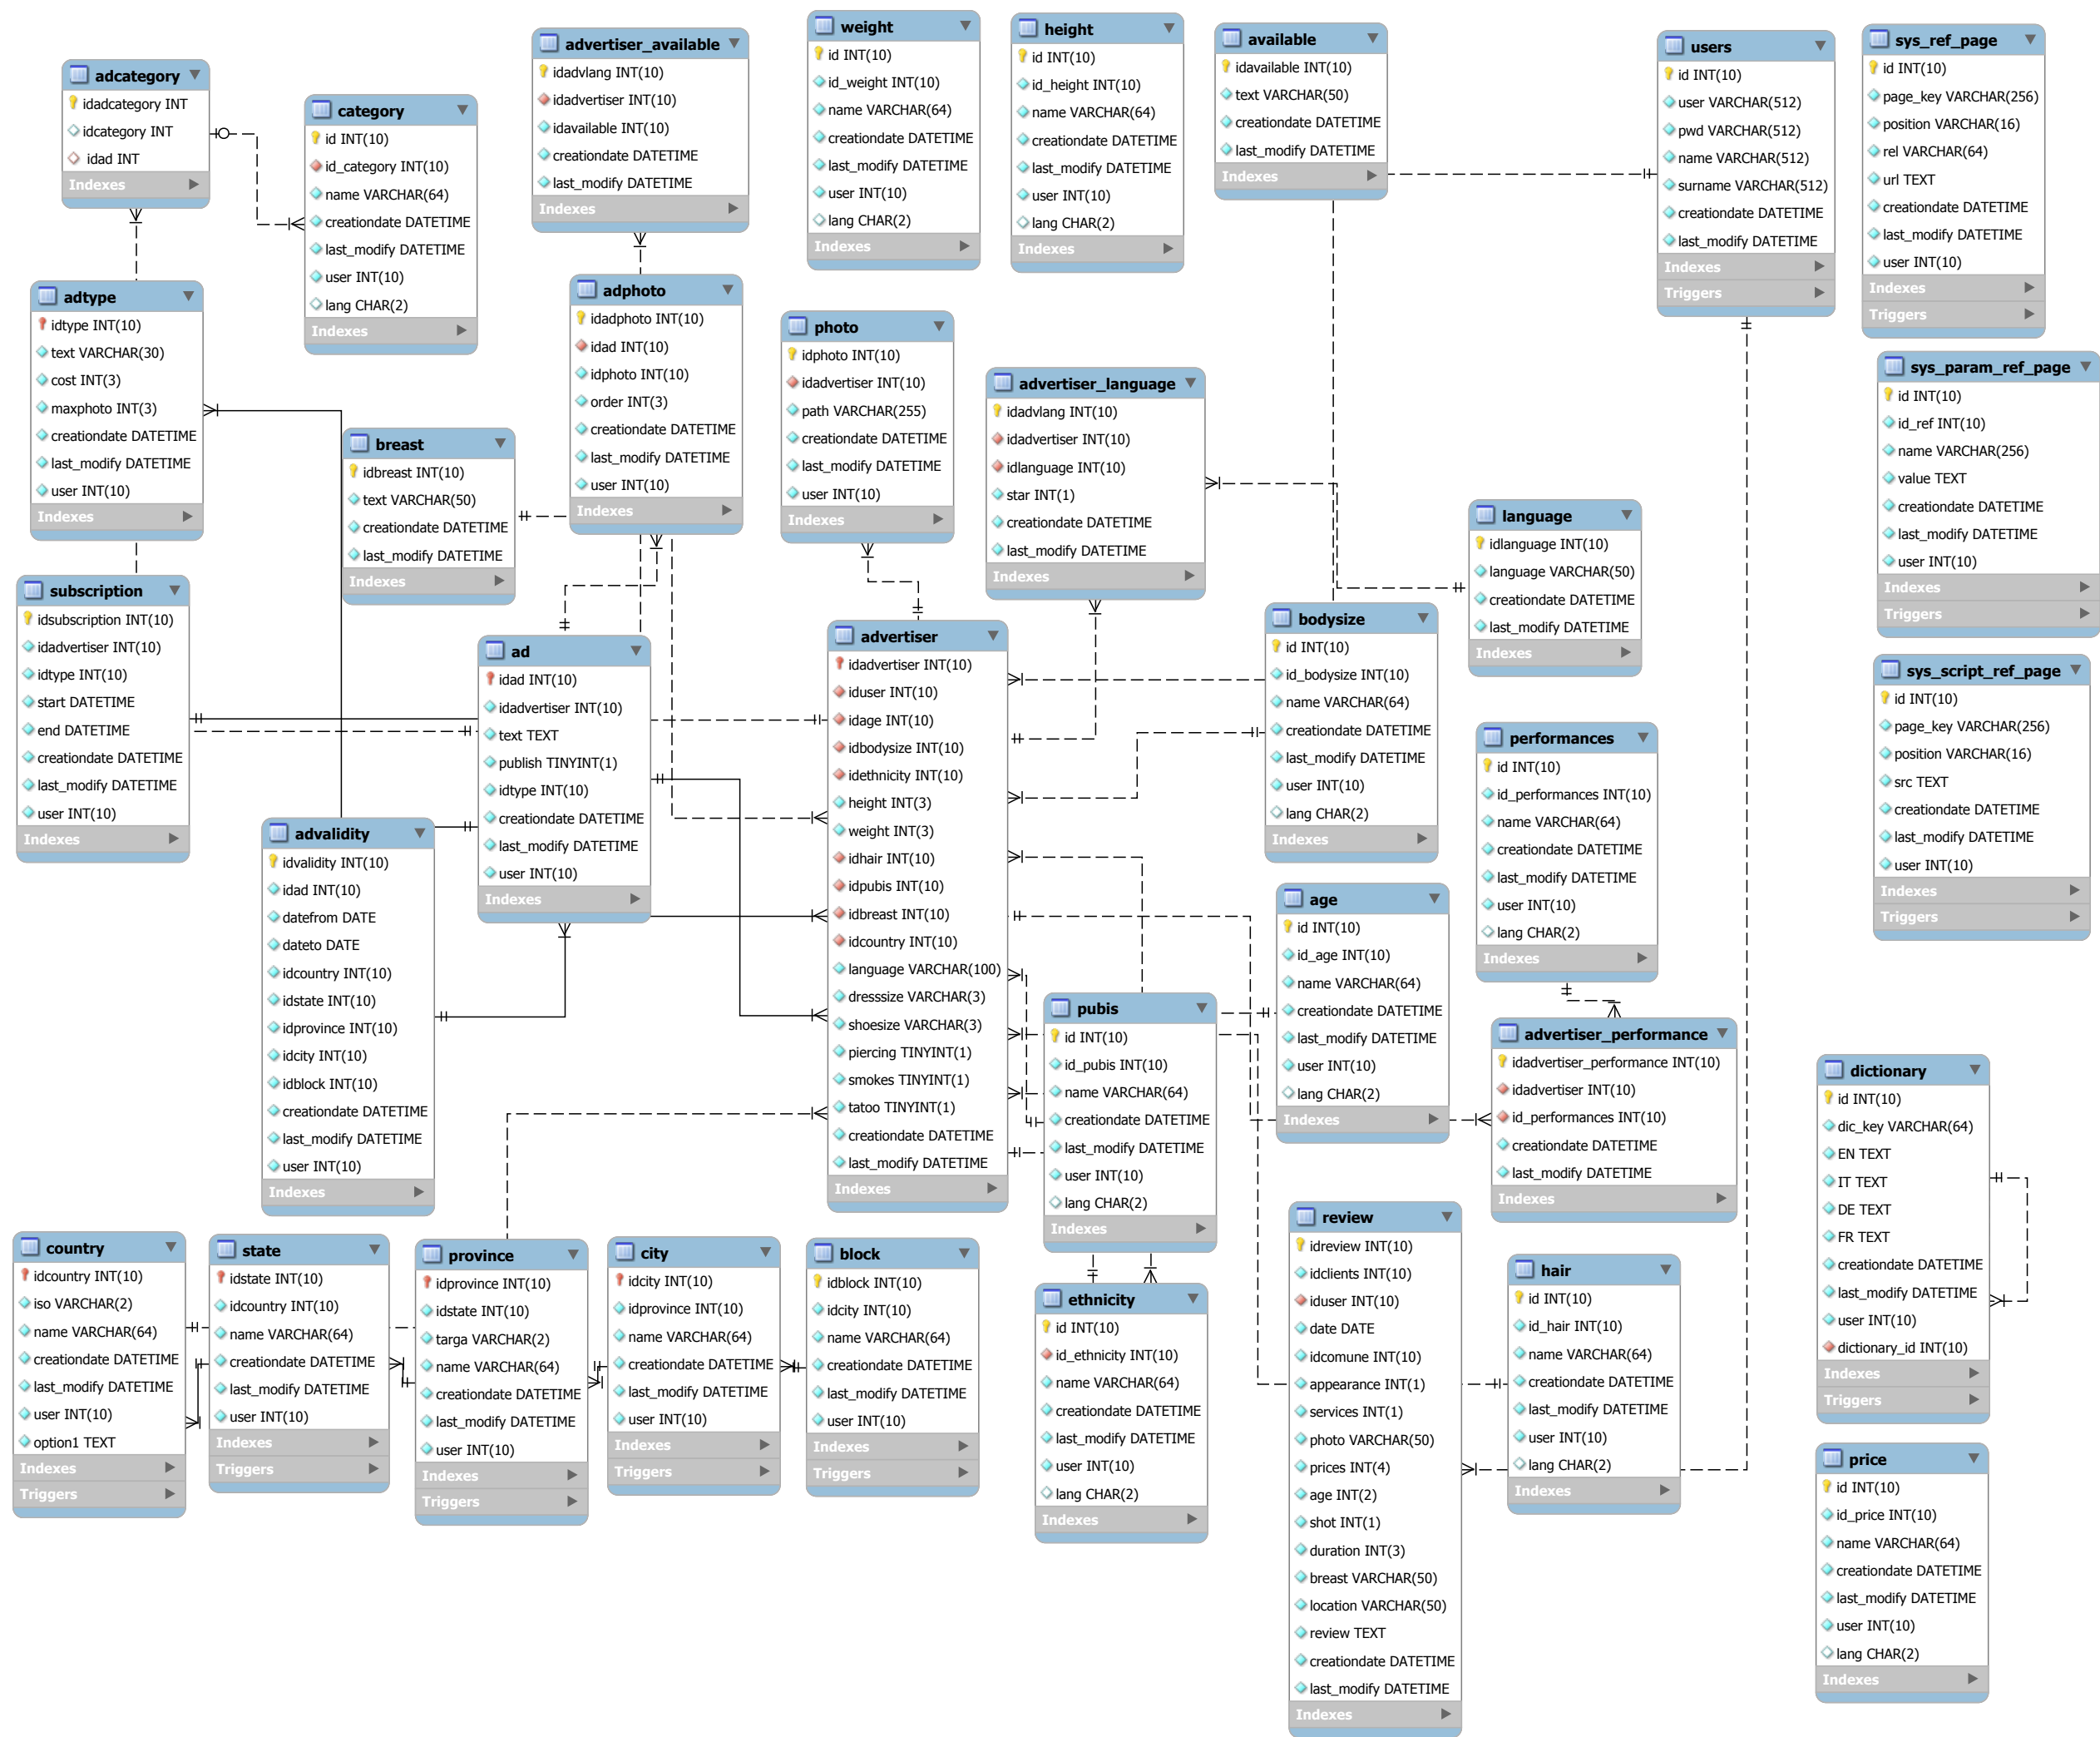 adcategory
idadcategory INT
idcategory INT
idad INT
Indexes
category
id INT(10)
id_category INT(10)
name VARCHAR(64)
creationdate DATETIME
last_modify DATETIME
user INT(10)
lang CHAR(2)
Indexes
advertiser_available
idadvlang INT(10)
idadvertiser INT(10)
idavailable INT(10)
creationdate DATETIME
last_modify DATETIME
Indexes
weight
id INT(10)
id_weight INT(10)
name VARCHAR(64)
creationdate DATETIME
last_modify DATETIME
user INT(10)
lang CHAR(2)
Indexes
height
id INT(10)
id_height INT(10)
name VARCHAR(64)
creationdate DATETIME
last_modify DATETIME
user INT(10)
lang CHAR(2)
Indexes
available
idavailable INT(10)
text VARCHAR(50)
creationdate DATETIME
last_modify DATETIME
Indexes
users
id INT(10)
user VARCHAR(512)
pwd VARCHAR(512)
name VARCHAR(512)
surname VARCHAR(512)
creationdate DATETIME
last_modify DATETIME
Indexes
Triggers
sys_ref_page
id INT(10)
page_key VARCHAR(256)
position VARCHAR(16)
rel VARCHAR(64)
url TEXT
creationdate DATETIME
last_modify DATETIME
user INT(10)
Indexes
Triggers
adtype
idtype INT(10)
text VARCHAR(30)
cost INT(3)
maxphoto INT(3)
creationdate DATETIME
last_modify DATETIME
user INT(10)
Indexes
breast
idbreast INT(10)
text VARCHAR(50)
creationdate DATETIME
last_modify DATETIME
Indexes
adphoto
idadphoto INT(10)
idad INT(10)
idphoto INT(10)
order INT(3)
creationdate DATETIME
last_modify DATETIME
user INT(10)
Indexes
photo
idphoto INT(10)
idadvertiser INT(10)
path VARCHAR(255)
creationdate DATETIME
last_modify DATETIME
user INT(10)
Indexes
advertiser_language
idadvlang INT(10)
idadvertiser INT(10)
idlanguage INT(10)
star INT(1)
creationdate DATETIME
last_modify DATETIME
Indexes
language
idlanguage INT(10)
language VARCHAR(50)
creationdate DATETIME
last_modify DATETIME
Indexes
sys_param_ref_page
id INT(10)
id_ref INT(10)
name VARCHAR(256)
value TEXT
creationdate DATETIME
last_modify DATETIME
user INT(10)
Indexes
Triggers
subscription
idsubscription INT(10)
idadvertiser INT(10)
idtype INT(10)
start DATETIME
end DATETIME
creationdate DATETIME
last_modify DATETIME
user INT(10)
Indexes
ad
idad INT(10)
idadvertiser INT(10)
text TEXT
publish TINYINT(1)
idtype INT(10)
creationdate DATETIME
last_modify DATETIME
user INT(10)
Indexes
advertiser
idadvertiser INT(10)
iduser INT(10)
idage INT(10)
idbodysize INT(10)
idethnicity INT(10)
height INT(3)
weight INT(3)
idhair INT(10)
idpubis INT(10)
idbreast INT(10)
idcountry INT(10)
language VARCHAR(100)
dresssize VARCHAR(3)
shoesize VARCHAR(3)
piercing TINYINT(1)
smokes TINYINT(1)
tatoo TINYINT(1)
creationdate DATETIME
last_modify DATETIME
Indexes
bodysize
id INT(10)
id_bodysize INT(10)
name VARCHAR(64)
creationdate DATETIME
last_modify DATETIME
user INT(10)
lang CHAR(2)
Indexes
performances
id INT(10)
id_performances INT(10)
name VARCHAR(64)
creationdate DATETIME
last_modify DATETIME
user INT(10)
lang CHAR(2)
Indexes
sys_script_ref_page
id INT(10)
page_key VARCHAR(256)
position VARCHAR(16)
src TEXT
creationdate DATETIME
last_modify DATETIME
user INT(10)
Indexes
Triggers
advalidity
idvalidity INT(10)
idad INT(10)
datefrom DATE
dateto DATE
idcountry INT(10)
idstate INT(10)
idprovince INT(10)
idcity INT(10)
idblock INT(10)
creationdate DATETIME
last_modify DATETIME
user INT(10)
Indexes
age
id INT(10)
id_age INT(10)
name VARCHAR(64)
creationdate DATETIME
last_modify DATETIME
user INT(10)
lang CHAR(2)
Indexes
pubis
id INT(10)
id_pubis INT(10)
name VARCHAR(64)
creationdate DATETIME
last_modify DATETIME
user INT(10)
lang CHAR(2)
Indexes
advertiser_performance
idadvertiser_performance INT(10)
idadvertiser INT(10)
id_performances INT(10)
creationdate DATETIME
last_modify DATETIME
Indexes
dictionary
id INT(10)
dic_key VARCHAR(64)
EN TEXT
IT TEXT
DE TEXT
FR TEXT
creationdate DATETIME
last_modify DATETIME
user INT(10)
dictionary_id INT(10)
Indexes
Triggers
country
idcountry INT(10)
iso VARCHAR(2)
name VARCHAR(64)
creationdate DATETIME
last_modify DATETIME
user INT(10)
option1 TEXT
Indexes
Triggers
state
idstate INT(10)
idcountry INT(10)
name VARCHAR(64)
creationdate DATETIME
last_modify DATETIME
user INT(10)
Indexes
Triggers
province
idprovince INT(10)
idstate INT(10)
targa VARCHAR(2)
name VARCHAR(64)
creationdate DATETIME
last_modify DATETIME
user INT(10)
Indexes
Triggers
city
idcity INT(10)
idprovince INT(10)
name VARCHAR(64)
creationdate DATETIME
last_modify DATETIME
user INT(10)
Indexes
Triggers
block
idblock INT(10)
idcity INT(10)
name VARCHAR(64)
creationdate DATETIME
last_modify DATETIME
user INT(10)
Indexes
Triggers
ethnicity
id INT(10)
id_ethnicity INT(10)
name VARCHAR(64)
creationdate DATETIME
last_modify DATETIME
user INT(10)
lang CHAR(2)
Indexes
review
idreview INT(10)
idclients INT(10)
iduser INT(10)
date DATE
idcomune INT(10)
appearance INT(1)
services INT(1)
photo VARCHAR(50)
prices INT(4)
age INT(2)
shot INT(1)
duration INT(3)
breast VARCHAR(50)
location VARCHAR(50)
review TEXT
creationdate DATETIME
last_modify DATETIME
Indexes
hair
id INT(10)
id_hair INT(10)
name VARCHAR(64)
creationdate DATETIME
last_modify DATETIME
user INT(10)
lang CHAR(2)
Indexes
price
id INT(10)
id_price INT(10)
name VARCHAR(64)
creationdate DATETIME
last_modify DATETIME
user INT(10)
lang CHAR(2)
Indexes